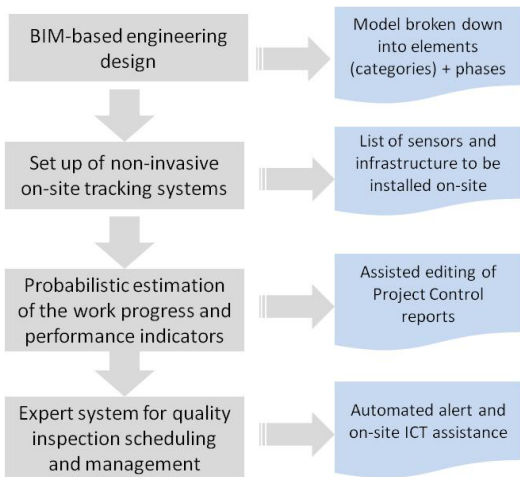 BIM-based engineering
design
Model broken down
into elements
(categories) + phases
Set up of non-invasive
on-site tracking systems
List of sensors and
infrastructure to be
installed on-site
Probabilistic estimation
of the work progress and
performance indicators
Assisted editing of
Project Control
reports
Expert system for quality
inspection scheduling
and management
Automated alert and
on-site ICT assistance